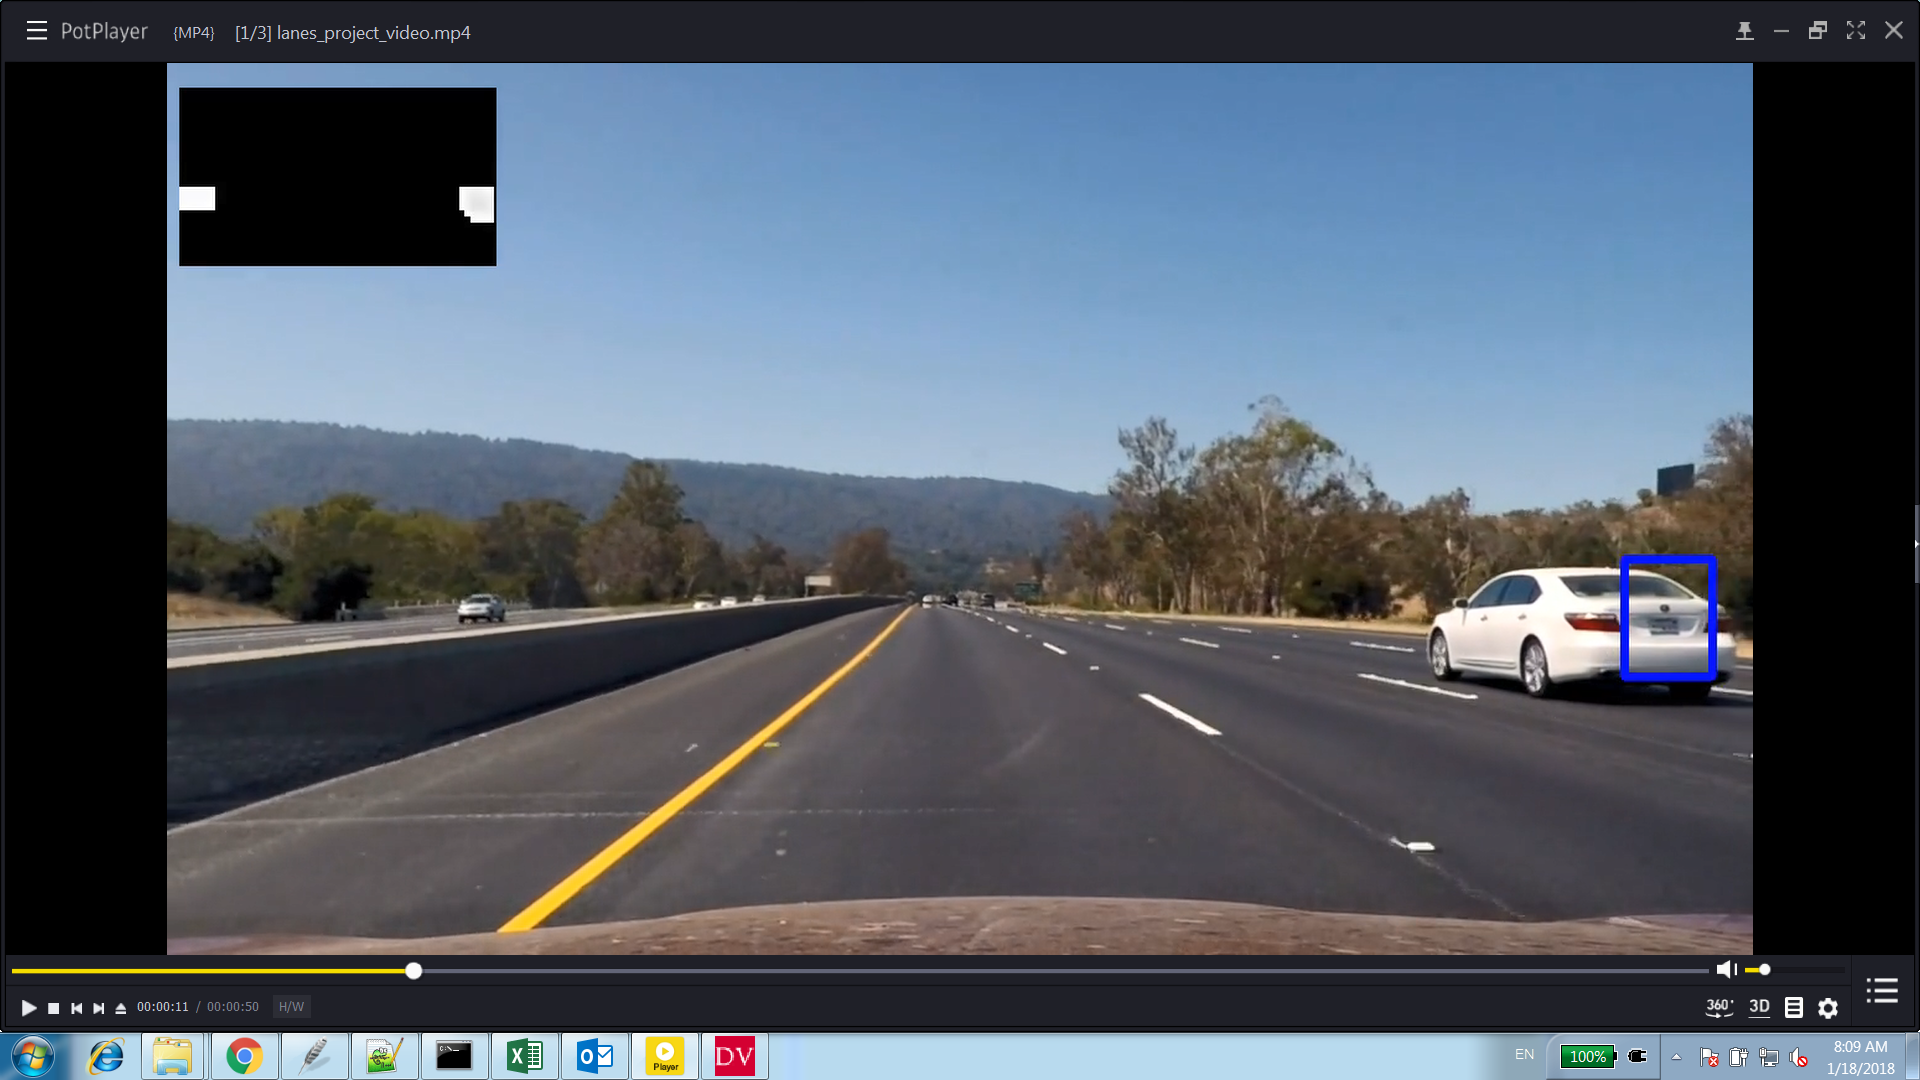 PotPlayer {MP4} [1/3] lanes_project_video.mp4
00:00:11 / 00:00:50 H/W
360° 3D
Player
DV
EN
100%
8:09 AM
1/18/2018